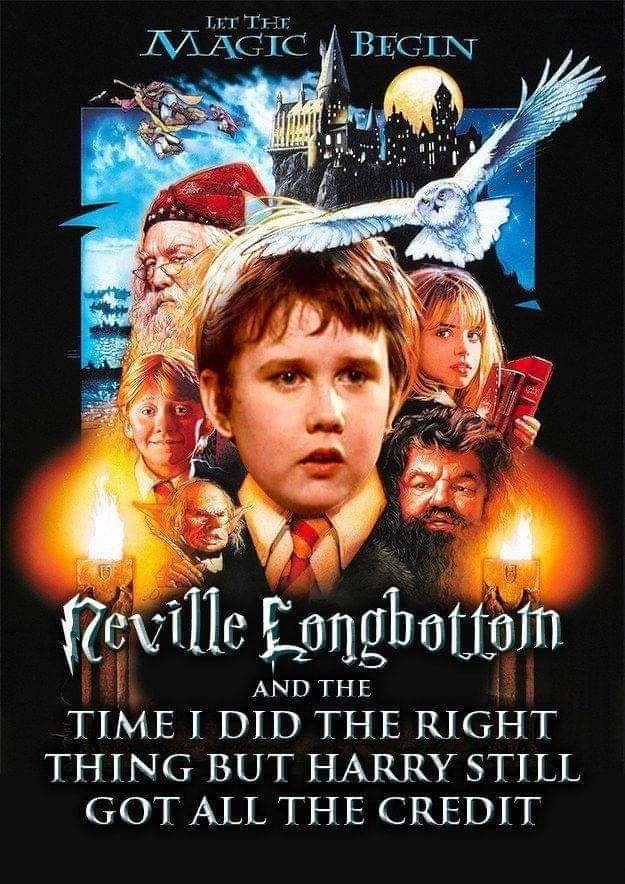 LET THE
MAGIC BEGIN
Neville Longbottom
AND THE
TIME I DID THE RIGHT
THING BUT HARRY STILL
GOT ALL THE CREDIT